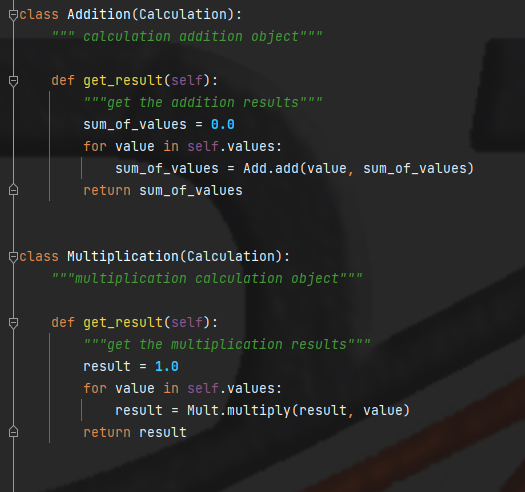 class Addition(Calculation):
    """ calculation addition object"""
    def get_result(self):
        """get the addition results"""
        sum_of_values = 0.0
        for value in self.values:
            sum_of_values = Add.add(value, sum_of_values)
        return sum_of_values
class Multiplication(Calculation):
    """multiplication calculation object"""
    def get_result(self):
        """get the multiplication results"""
        result = 1.0
        for value in self.values:
            result = Mult.multiply(result, value)
        return result